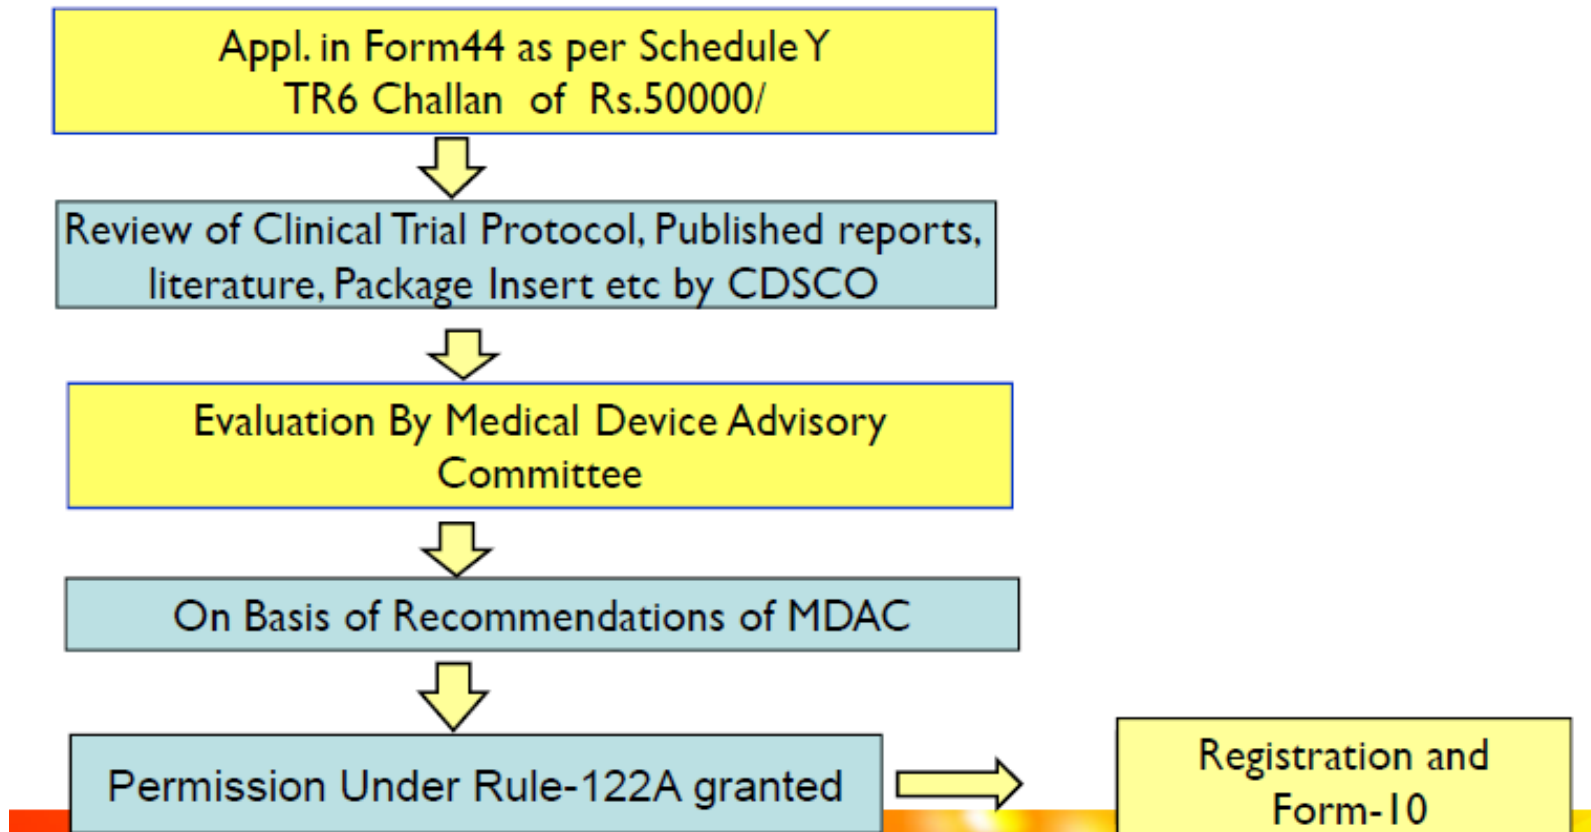 Appl. in Form44 as per Schedule Y
TR6 Challan of Rs.50000/
Review of Clinical Trial Protocol, Published reports,
literature, Package Insert etc by CDSCO
Evaluation By Medical Device Advisory
Committee
On Basis of Recommendations of MDAC
Permission Under Rule-122A granted
Registration and
Form-10